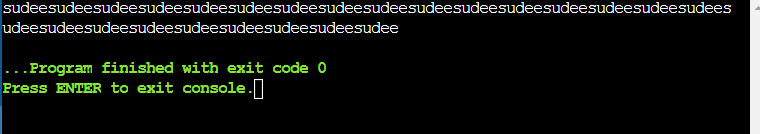 sudeesudeesudeesudeesudeesudeesudeesudeesudeesudeesudeesudeesudeesudeesudeesudees
udeesudeesudeesudeesudeesudeesudeesudeesudee
...Program finished with exit code 0
Press ENTER to exit console.